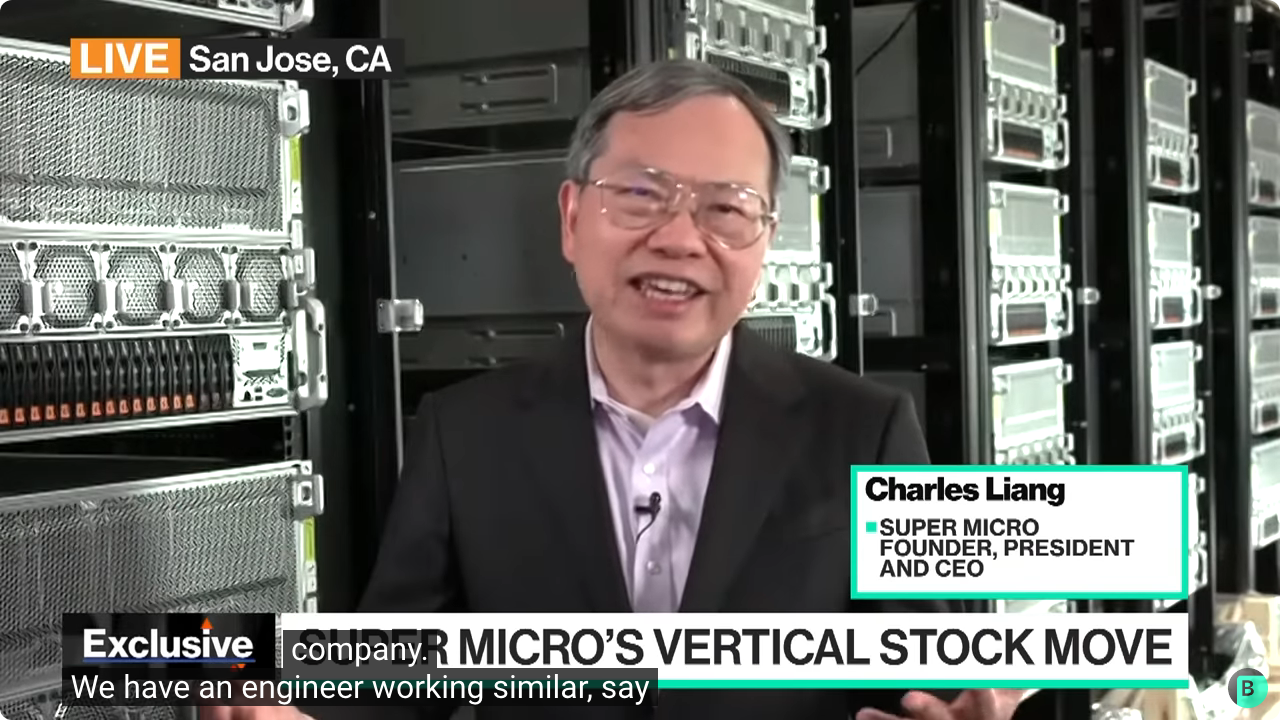 LIVE San Jose, CA
Charles Liang
SUPER MICRO
FOUNDER, PRESIDENT
AND CEO
Exclusive
SUPER MICRO'S VERTICAL STOCK MOVE
company.
We have an engineer working similar, say
B